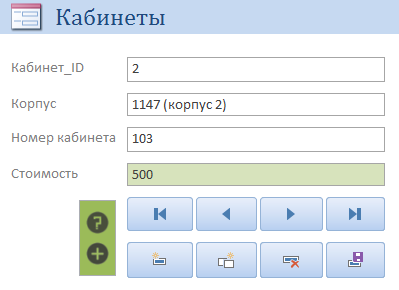 Кабинеты
Кабинет_ID 2
Корпус 1147 (корпус 2)
Номер кабинета 103
Стоимость 500
?